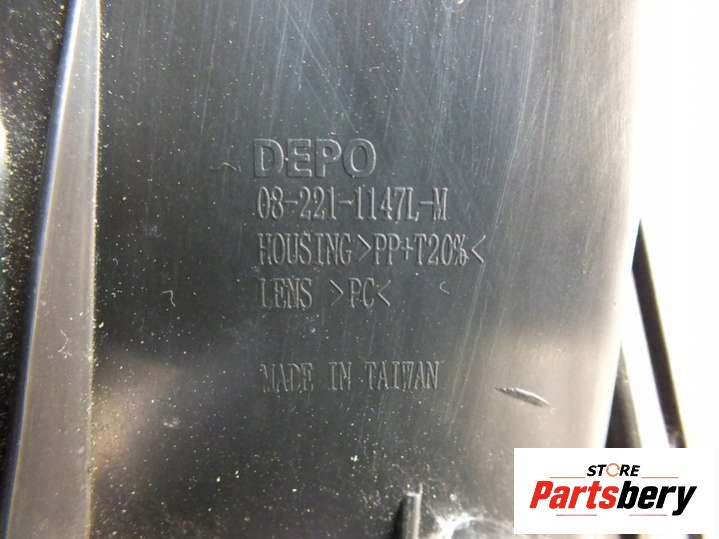 DEPO
08-221-1147L-M
HOUSING >PP+T20%<
LENS >PC<
MADE IN TAIWAN
STORE
Partsbery